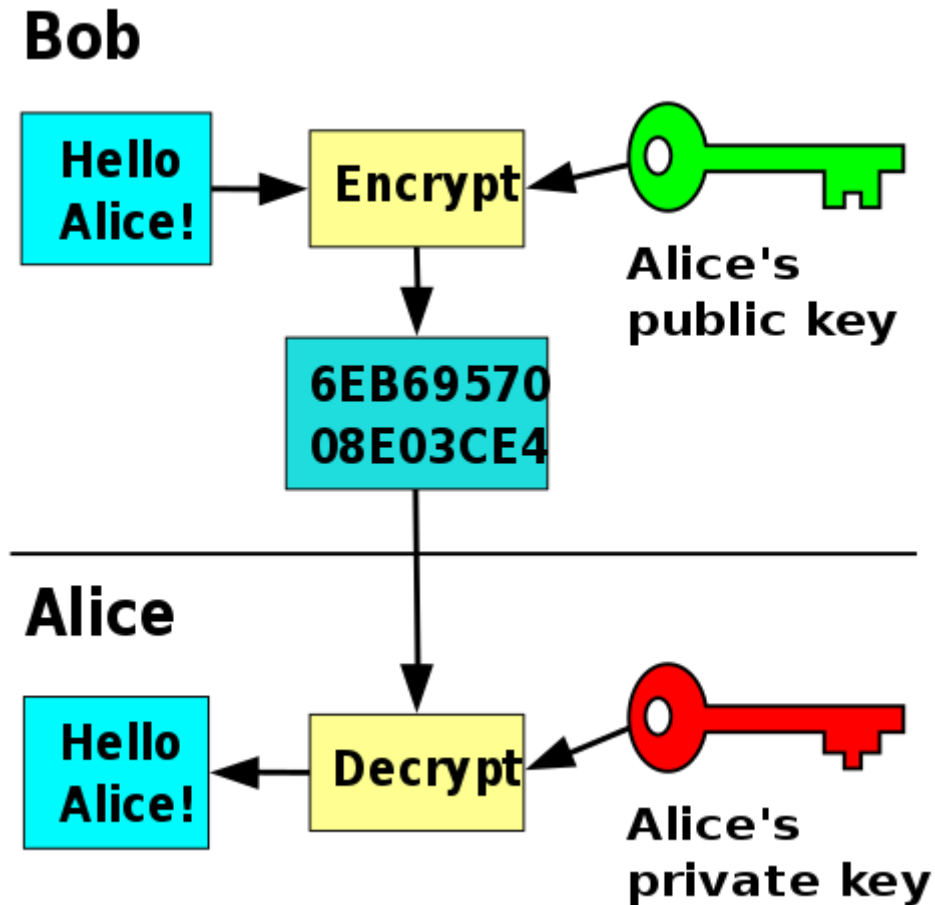 Bob
Hello
Alice!
Encrypt
Alice's
public key
6EB69570
08E03CE4
Alice
Hello
Alice!
Decrypt
Alice's
private key